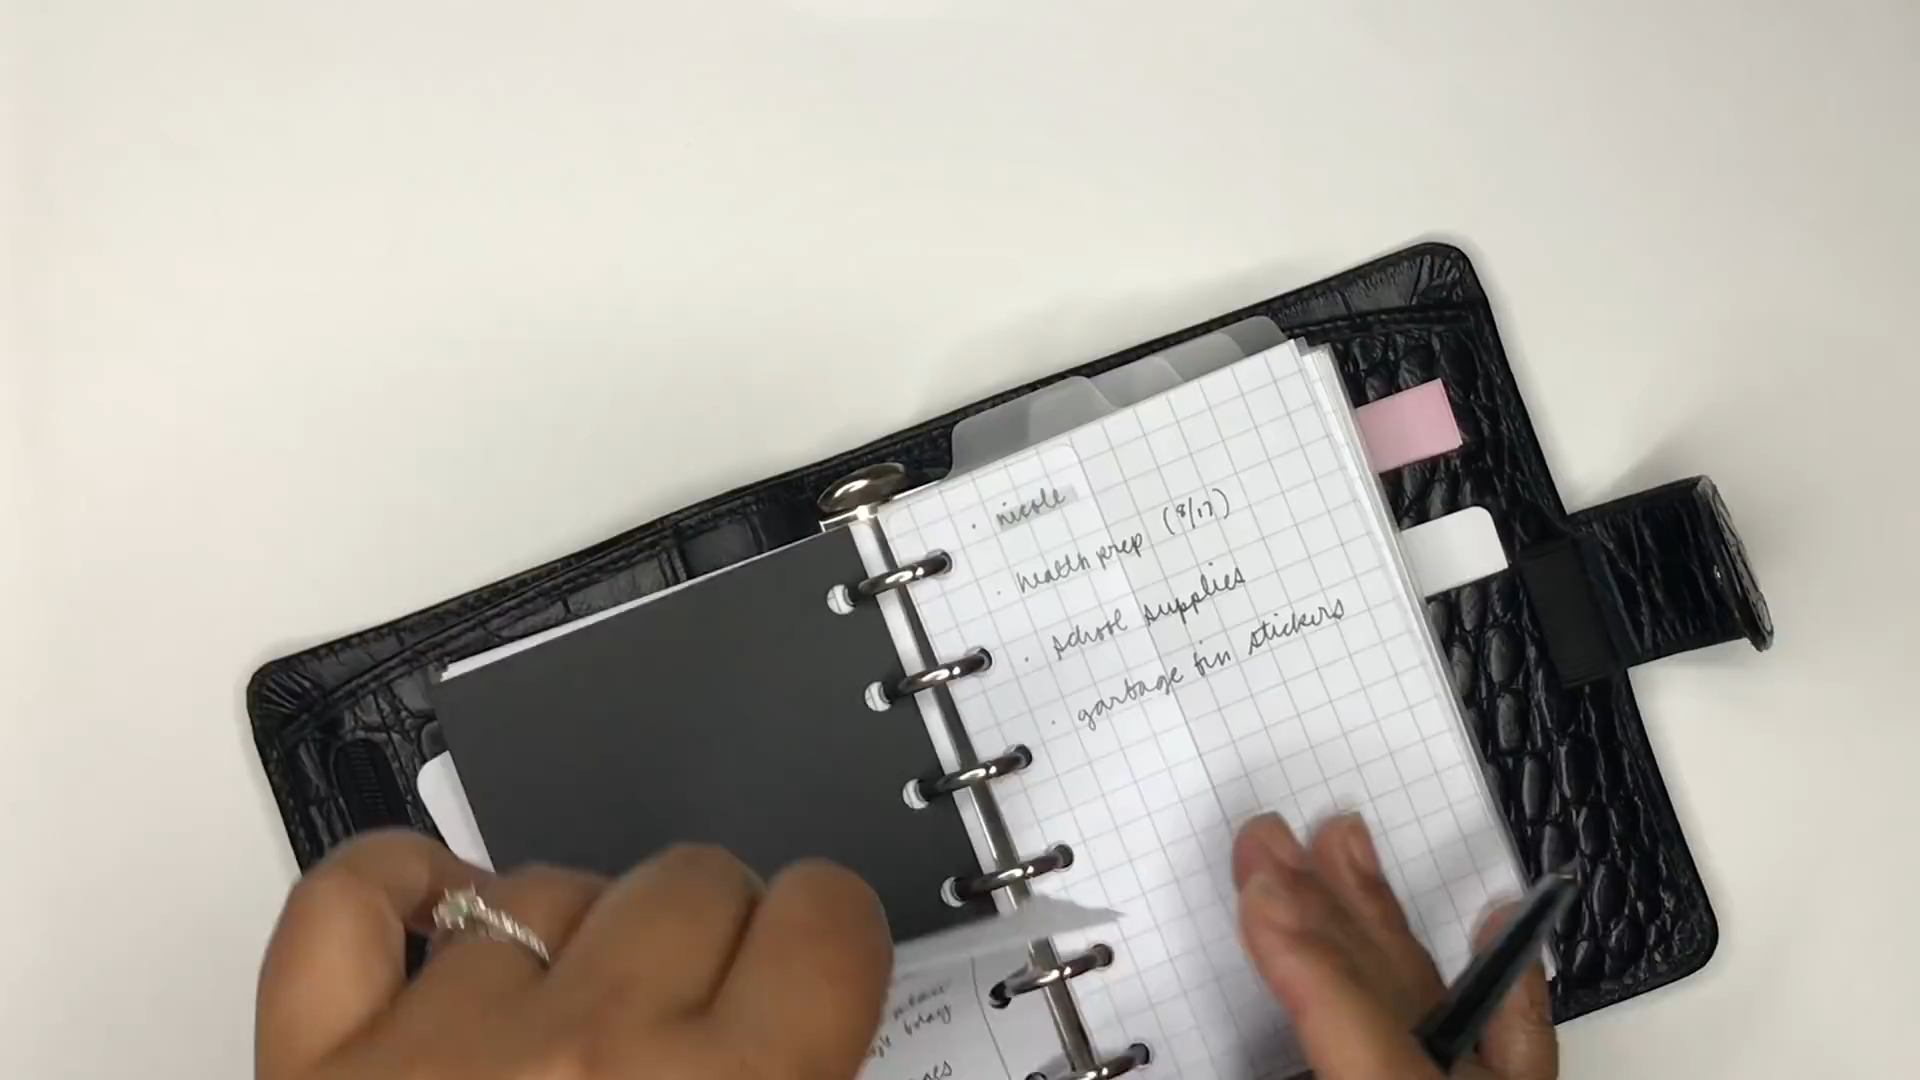 · nicole
· health prep (8/17)
· school supplies
· garbage bin stickers